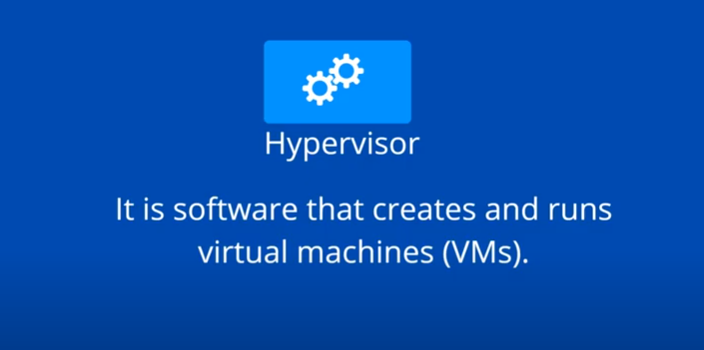 Hypervisor
It is software that creates and runs
virtual machines (VMs).